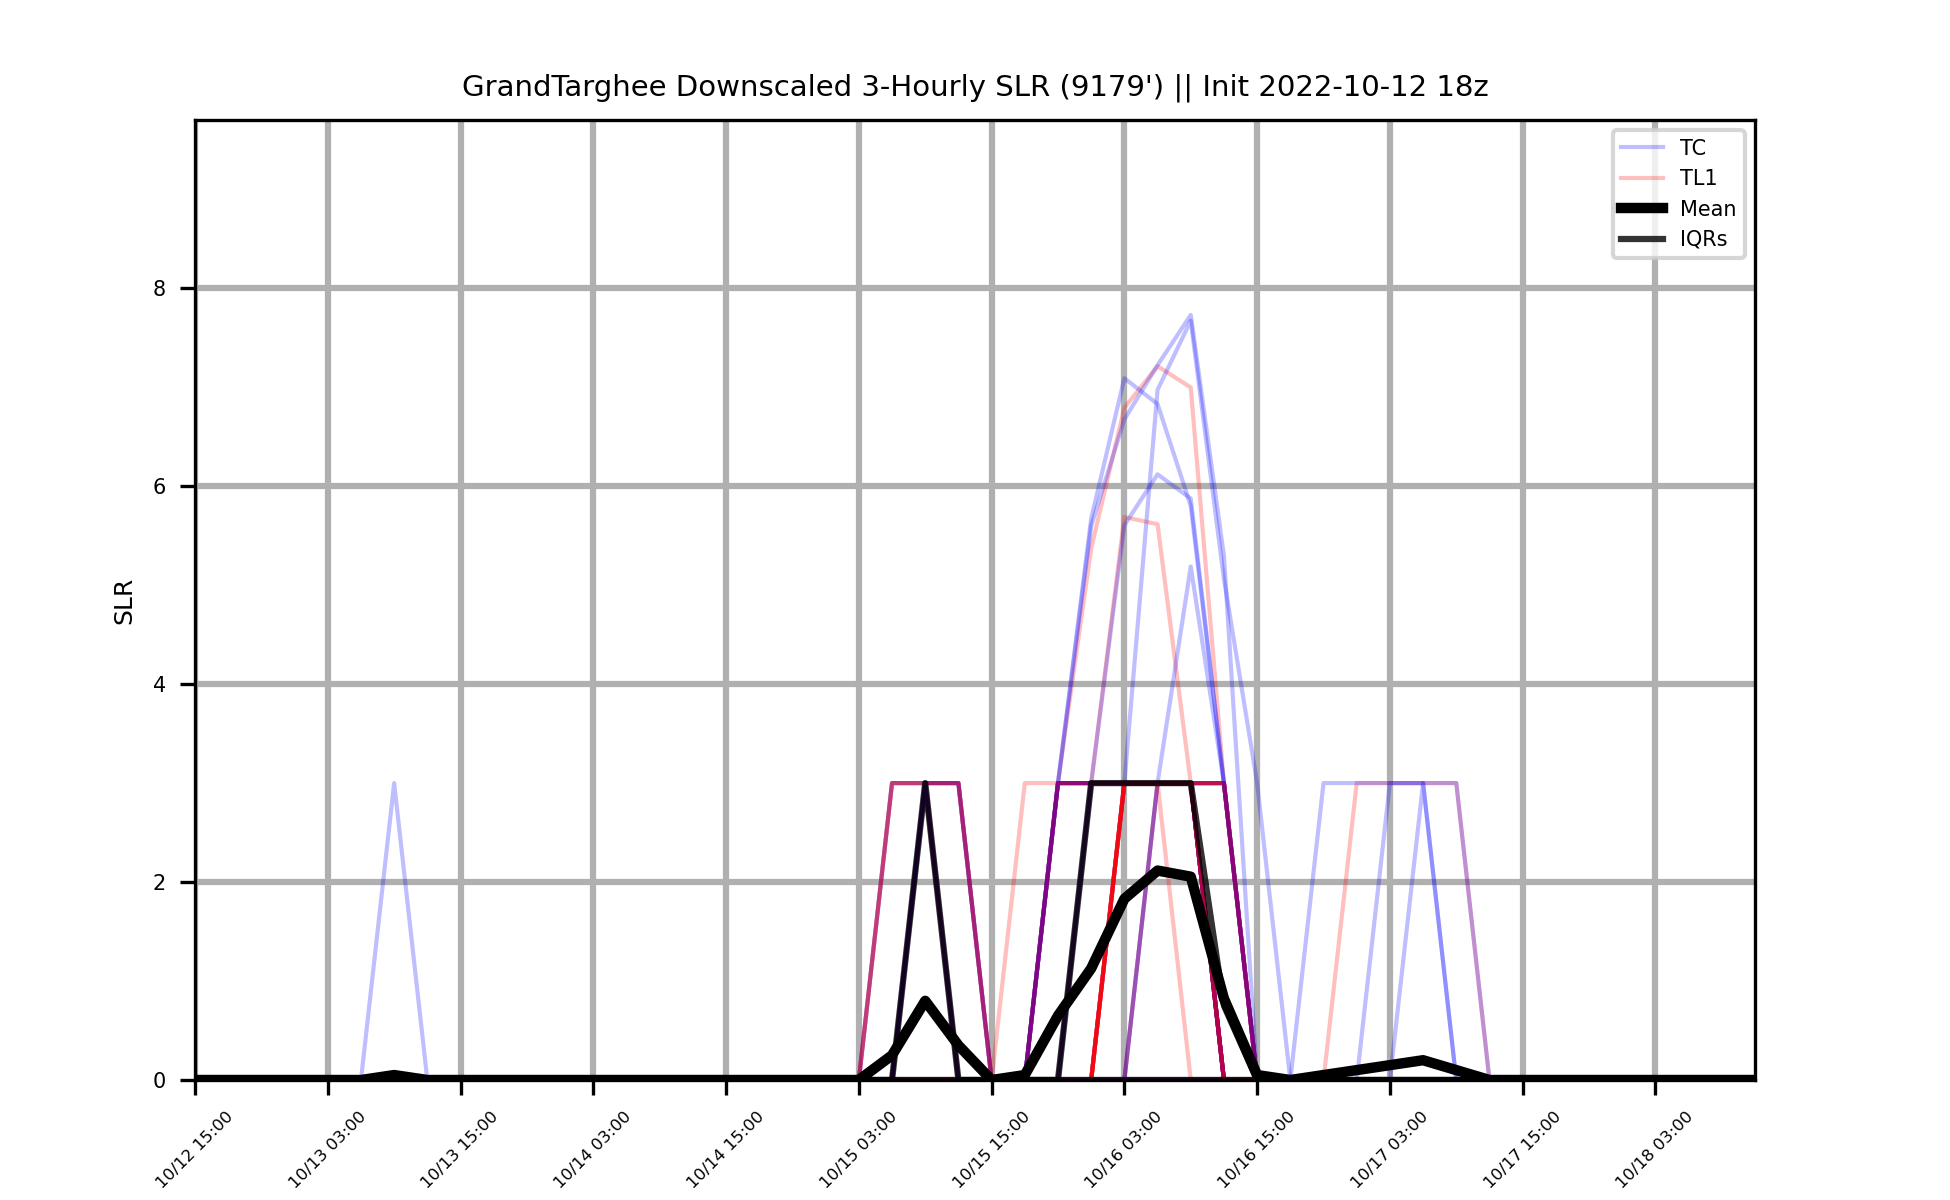 GrandTarghee Downscaled 3-Hourly SLR (9179') || Init 2022-10-12 18z
TC
TL1
Mean
IQRs
SLR
8
6
4
2
0
10/12 15:00
10/13 03:00
10/13 15:00
10/14 03:00
10/14 15:00
10/15 03:00
10/15 15:00
10/16 03:00
10/16 15:00
10/17 03:00
10/17 15:00
10/18 03:00